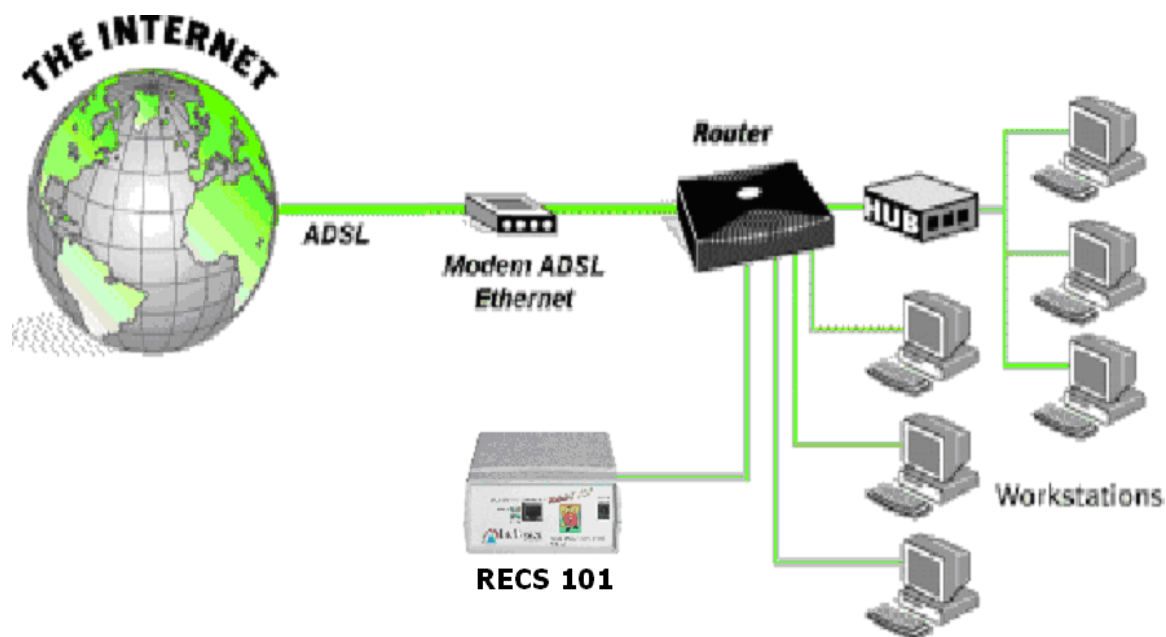 THE INTERNET
ADSL
Modem ADSL
Ethernet
Router
HUB
Workstations
RECS 101